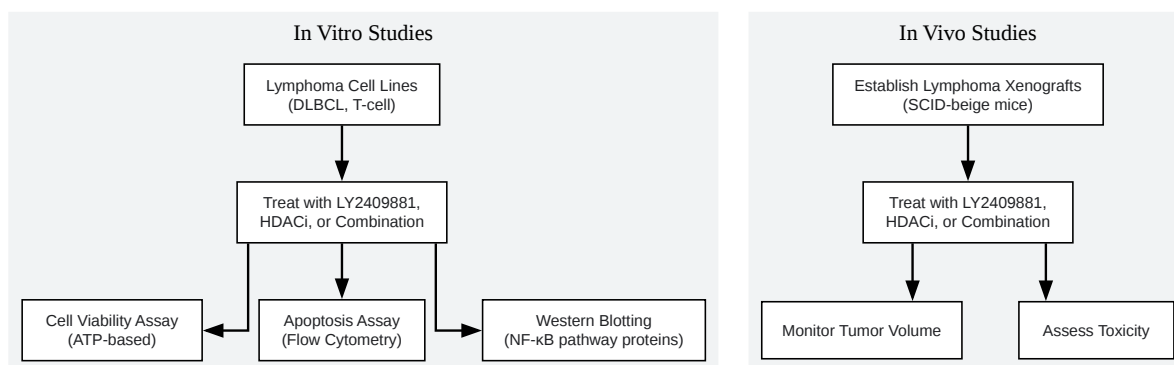 In Vitro Studies
Lymphoma Cell Lines
(DLBCL, T-cell)
Treat with LY2409881,
HDACi, or Combination
Cell Viability Assay
(ATP-based)
Apoptosis Assay
(Flow Cytometry)
Western Blotting
(NF-κB pathway proteins)
In Vivo Studies
Establish Lymphoma Xenografts
(SCID-beige mice)
Treat with LY2409881,
HDACi, or Combination
Monitor Tumor Volume
Assess Toxicity